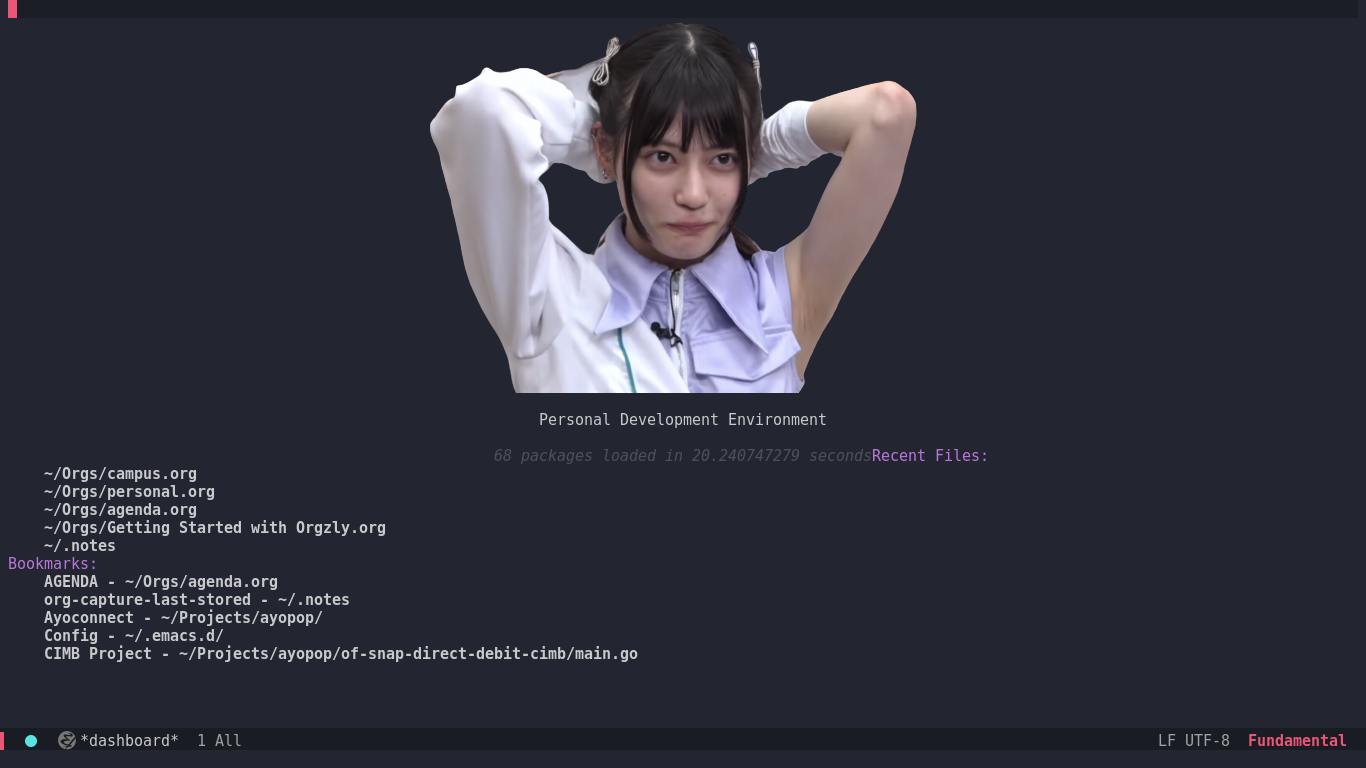 Personal Development Environment
68 packages loaded in 20.240747279 secondsRecent Files:
~/Orgs/campus.org
~/Orgs/personal.org
~/Orgs/agenda.org
~/Orgs/Getting Started with Orgzly.org
~/.notes
Bookmarks:
AGENDA - ~/Orgs/agenda.org
org-capture-last-stored - ~/.notes
Ayoconnect - ~/Projects/ayopop/
Config - ~/.emacs.d/
CIMB Project - ~/Projects/ayopop/of-snap-direct-debit-cimb/main.go
*dashboard* 1 All LF UTF-8 Fundamental